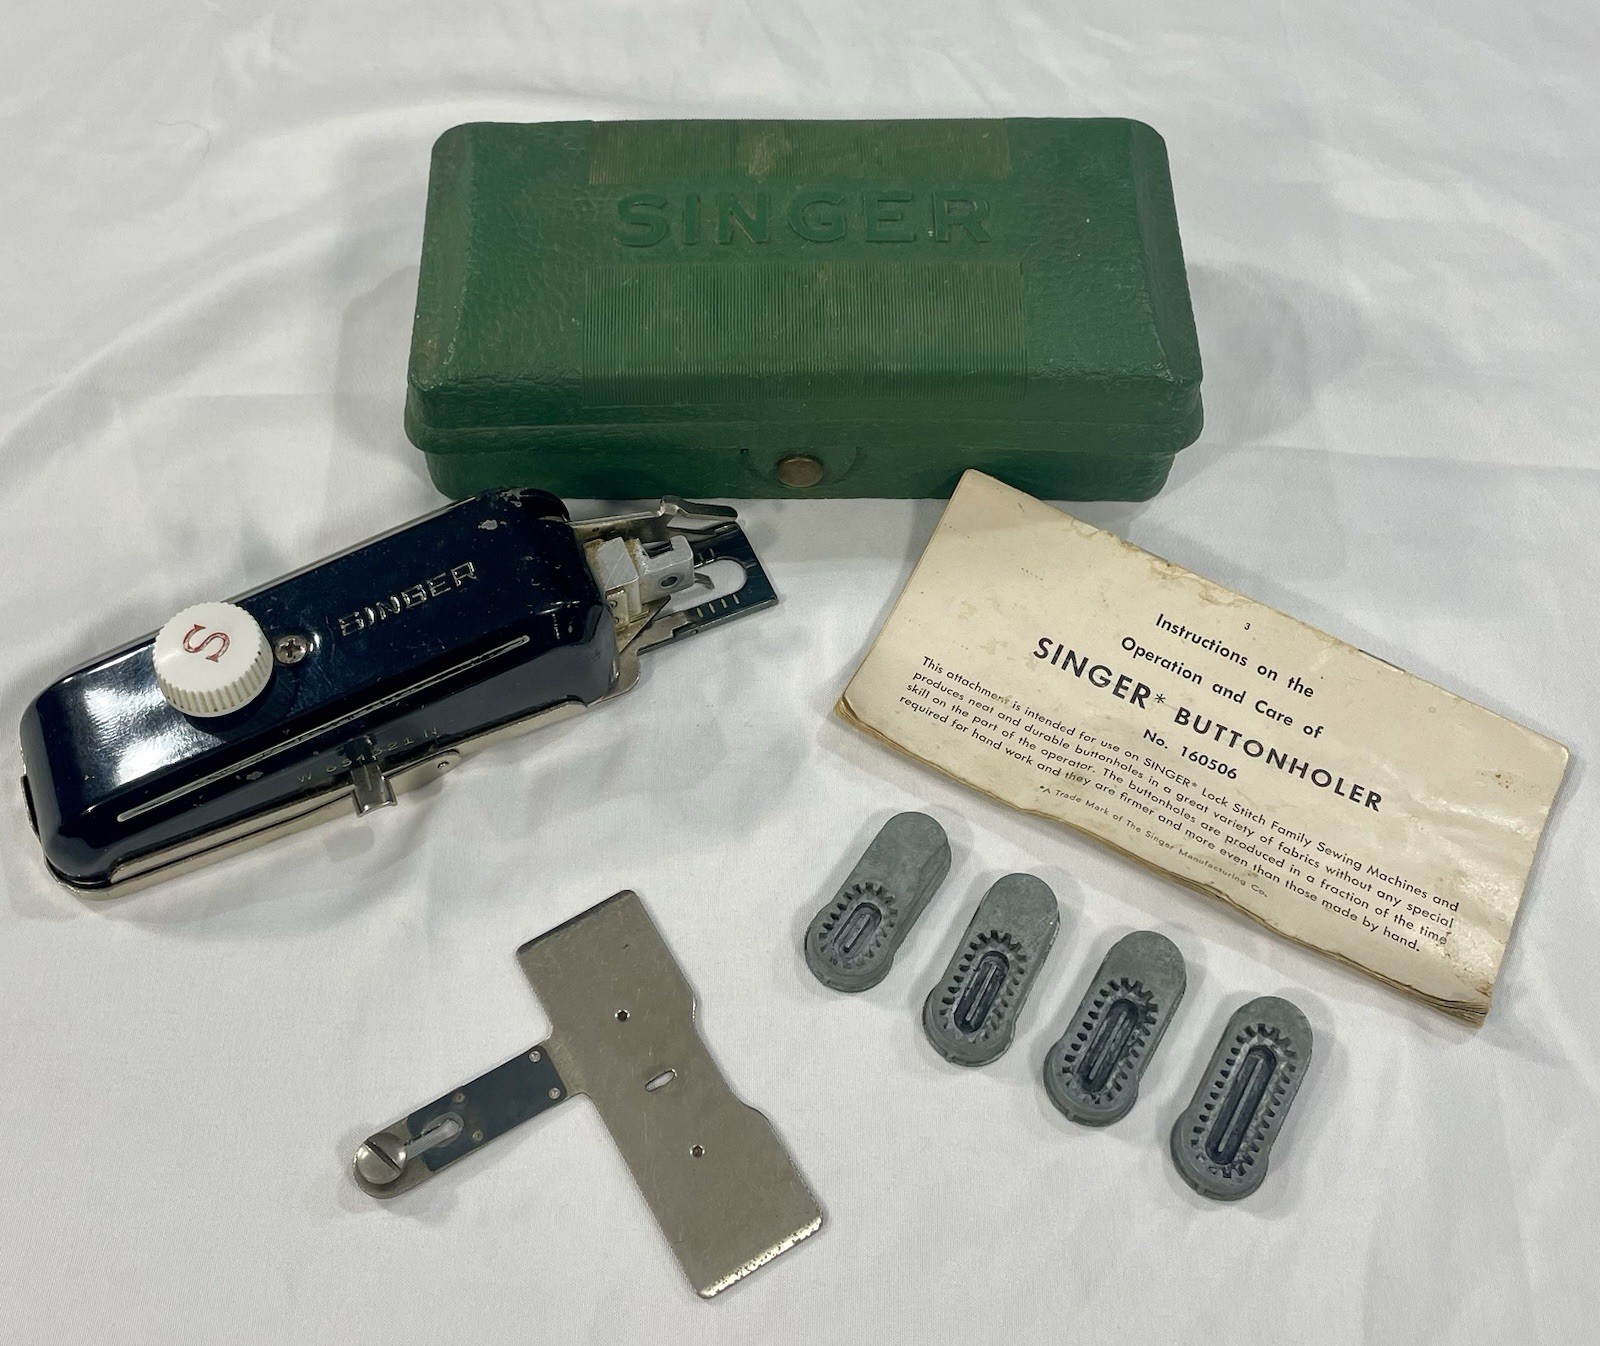 SINGER
SINGER
S
3
Instructions on the
Operation and Care of
SINGER* BUTTONHOLER
No. 160506
This attachment is intended for use on SINGER* Lock Stitch Family Sewing Machines and
produces neat and durable buttonholes in a great variety of fabrics without any special
skill on the part of the operator. The buttonholes are produced in a fraction of the time
required for hand work and they are firmer and more even than those made by hand.
*A Trade Mark of The Singer Manufacturing Co.